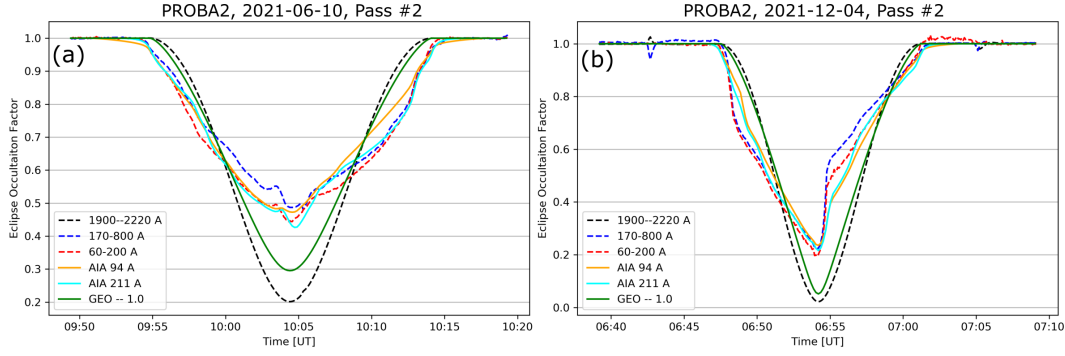 PROBA2, 2021-06-10, Pass #2
(a)
Eclipse Occultaiton Factor
1.0
0.9
0.8
0.7
0.6
0.5
0.4
0.3
0.2
1900--2220 A
170-800 A
60-200 A
AIA 94 A
AIA 211 A
GEO -- 1.0
09:50 09:55 10:00 10:05 10:10 10:15 10:20
Time [UT]
PROBA2, 2021-12-04, Pass #2
(b)
Eclipse Occultaiton Factor
1.0
0.8
0.6
0.4
0.2
0.0
1900--2220 A
170-800 A
60-200 A
AIA 94 A
AIA 211 A
GEO -- 1.0
06:40 06:45 06:50 06:55 07:00 07:05 07:10
Time [UT]